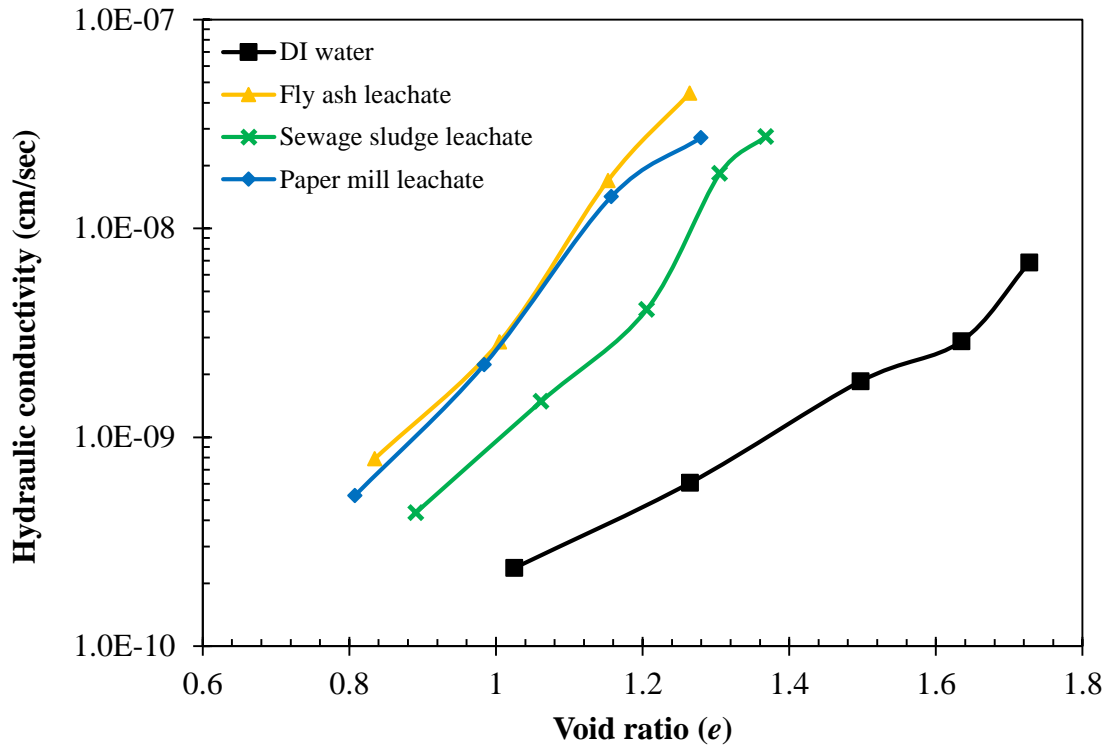 1.0E-07
DI water
Fly ash leachate
Sewage sludge leachate
Paper mill leachate
1.0E-08
1.0E-09
1.0E-10
Hydraulic conductivity (cm/sec)
0.6 0.8 1 1.2 1.4 1.6 1.8
Void ratio (e)